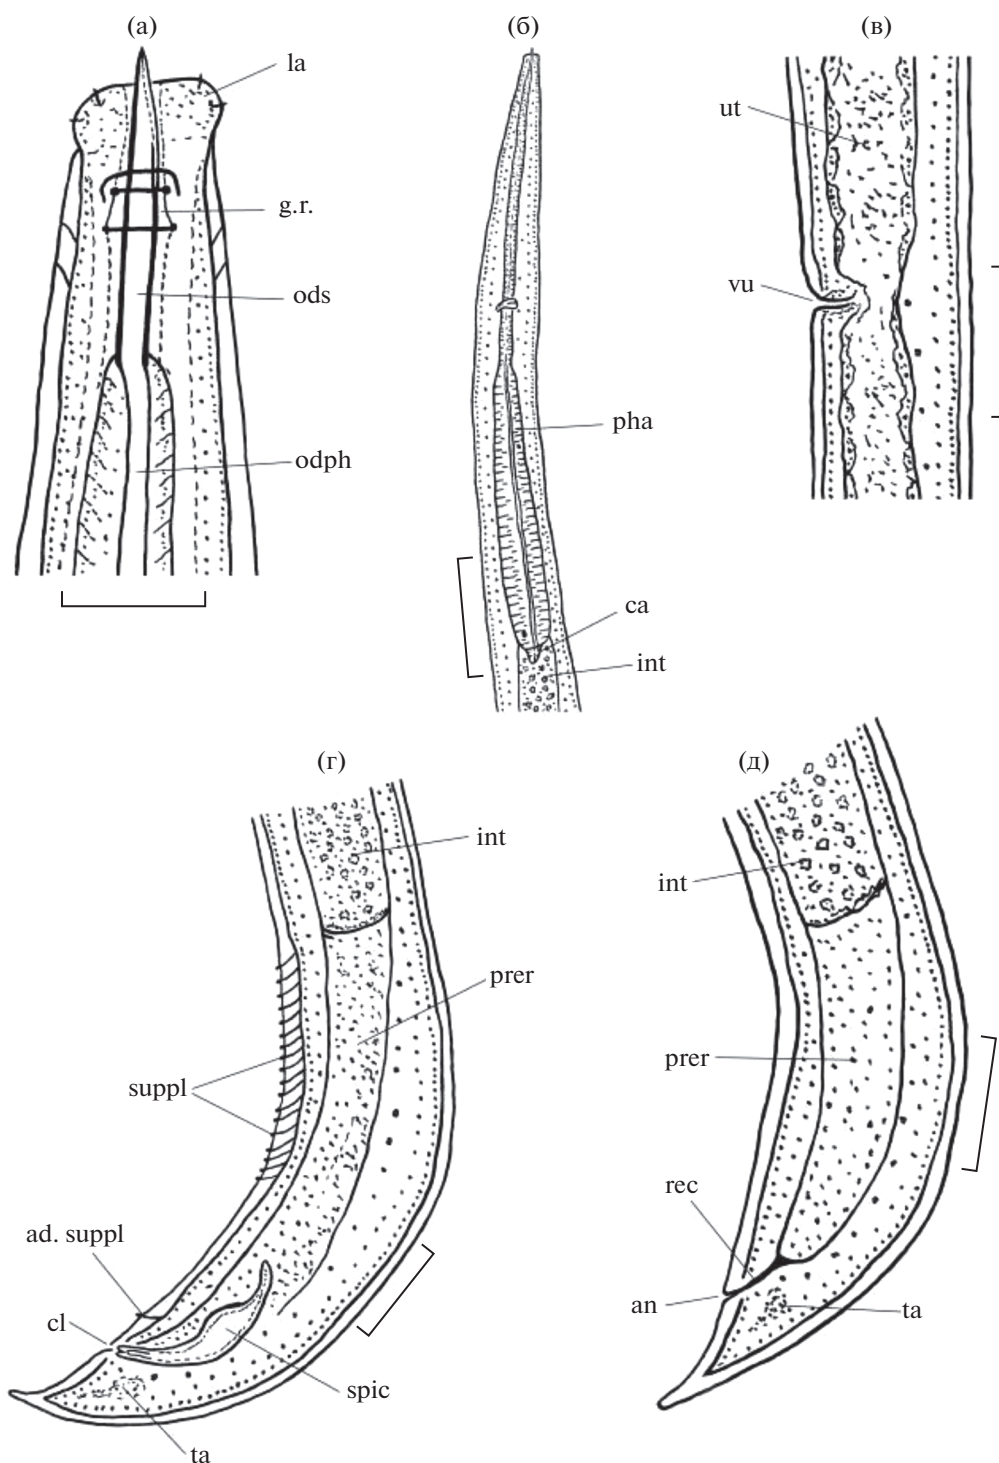 (а)
(б)
(в)
la
g.r.
ods
odph
pha
ca
int
ut
vu
(г)
(д)
int
prer
suppl
ad. suppl
cl
spic
ta
int
prer
rec
an
ta